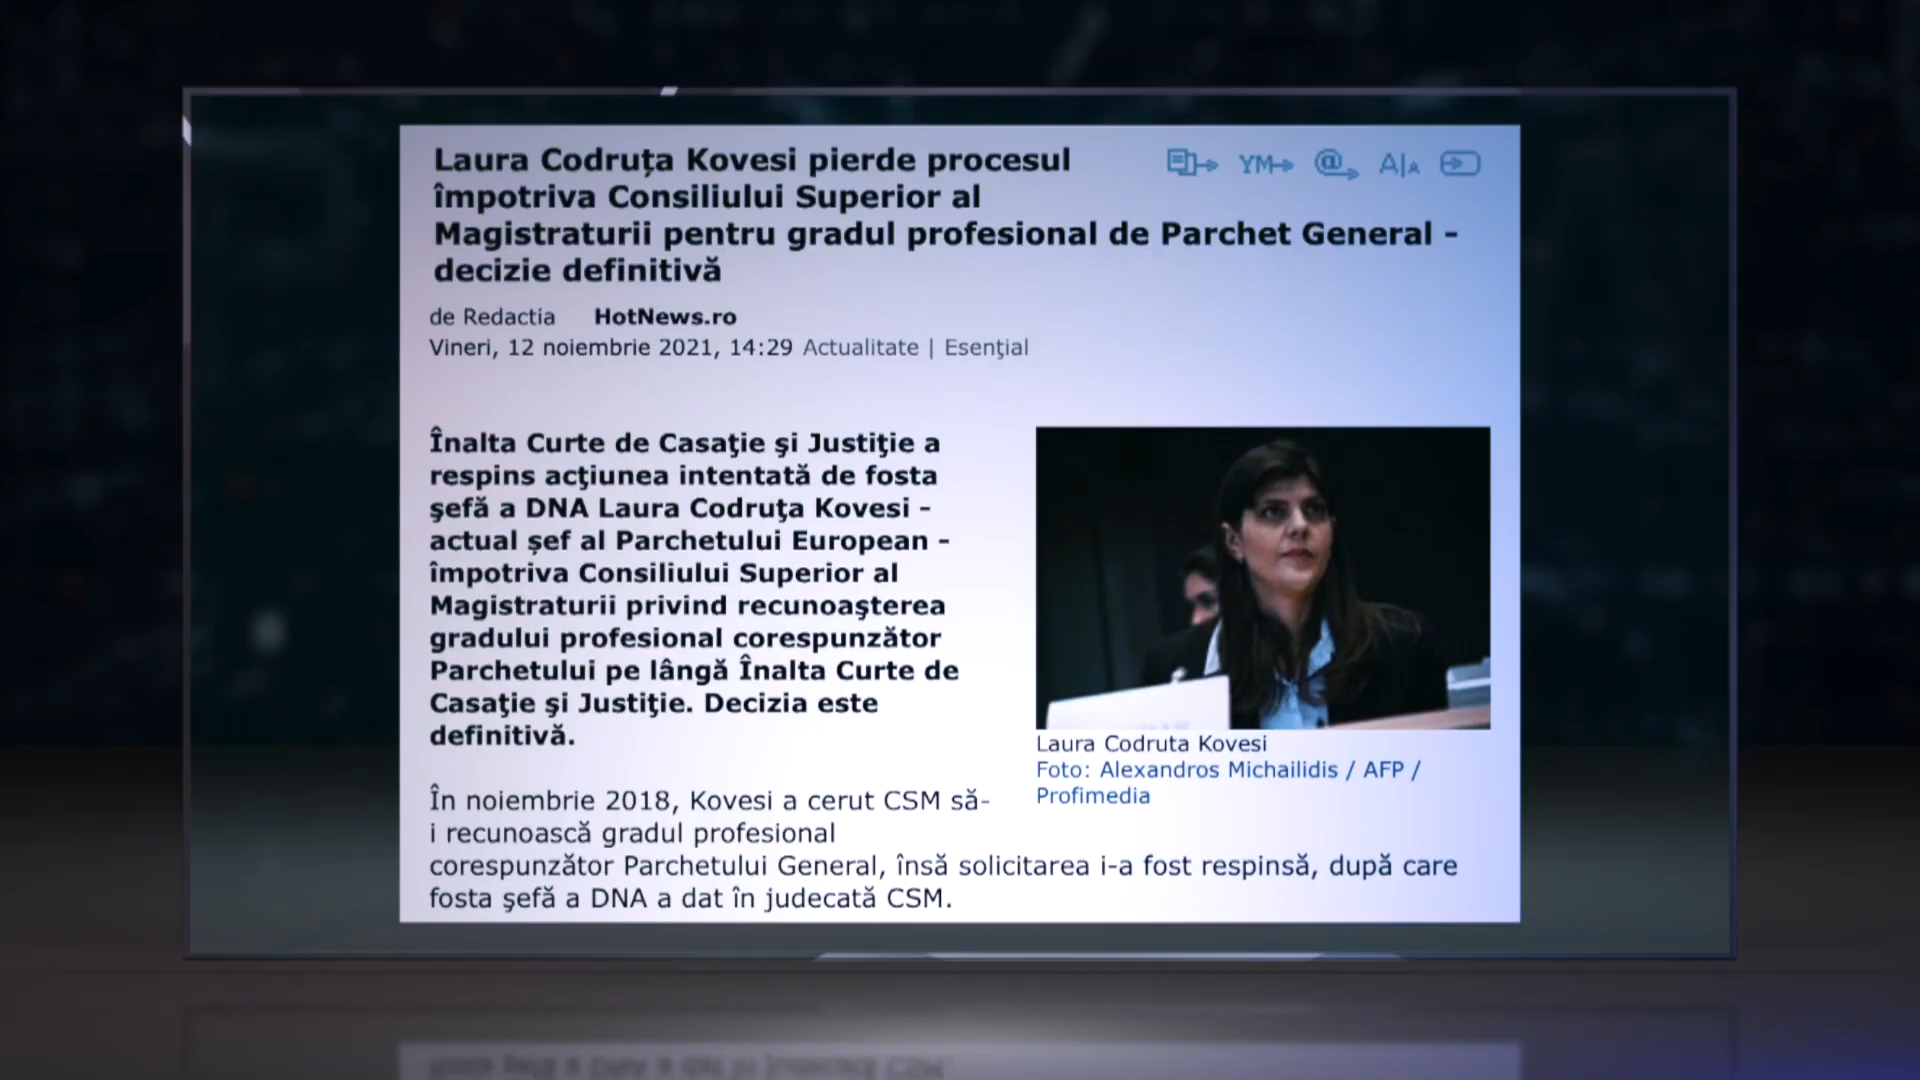 Laura Codruța Kovesi pierde procesul
împotriva Consiliului Superior al
Magistraturii pentru gradul profesional de Parchet General -
decizie definitivă
YM
@
A|A
de Redactia HotNews.ro
Vineri, 12 noiembrie 2021, 14:29 Actualitate | Esenţial
Înalta Curte de Casaţie şi Justiţie a
respins acţiunea intentată de fosta
şefă a DNA Laura Codruţa Kovesi -
actual șef al Parchetului European -
împotriva Consiliului Superior al
Magistraturii privind recunoaşterea
gradului profesional corespunzător
Parchetului pe lângă Înalta Curte de
Casaţie şi Justiţie. Decizia este
definitivă.
Laura Codruta Kovesi
Foto: Alexandros Michailidis / AFP /
Profimedia
În noiembrie 2018, Kovesi a cerut CSM să-
i recunoască gradul profesional
corespunzător Parchetului General, însă solicitarea i-a fost respinsă, după care
fosta şefă a DNA a dat în judecată CSM.